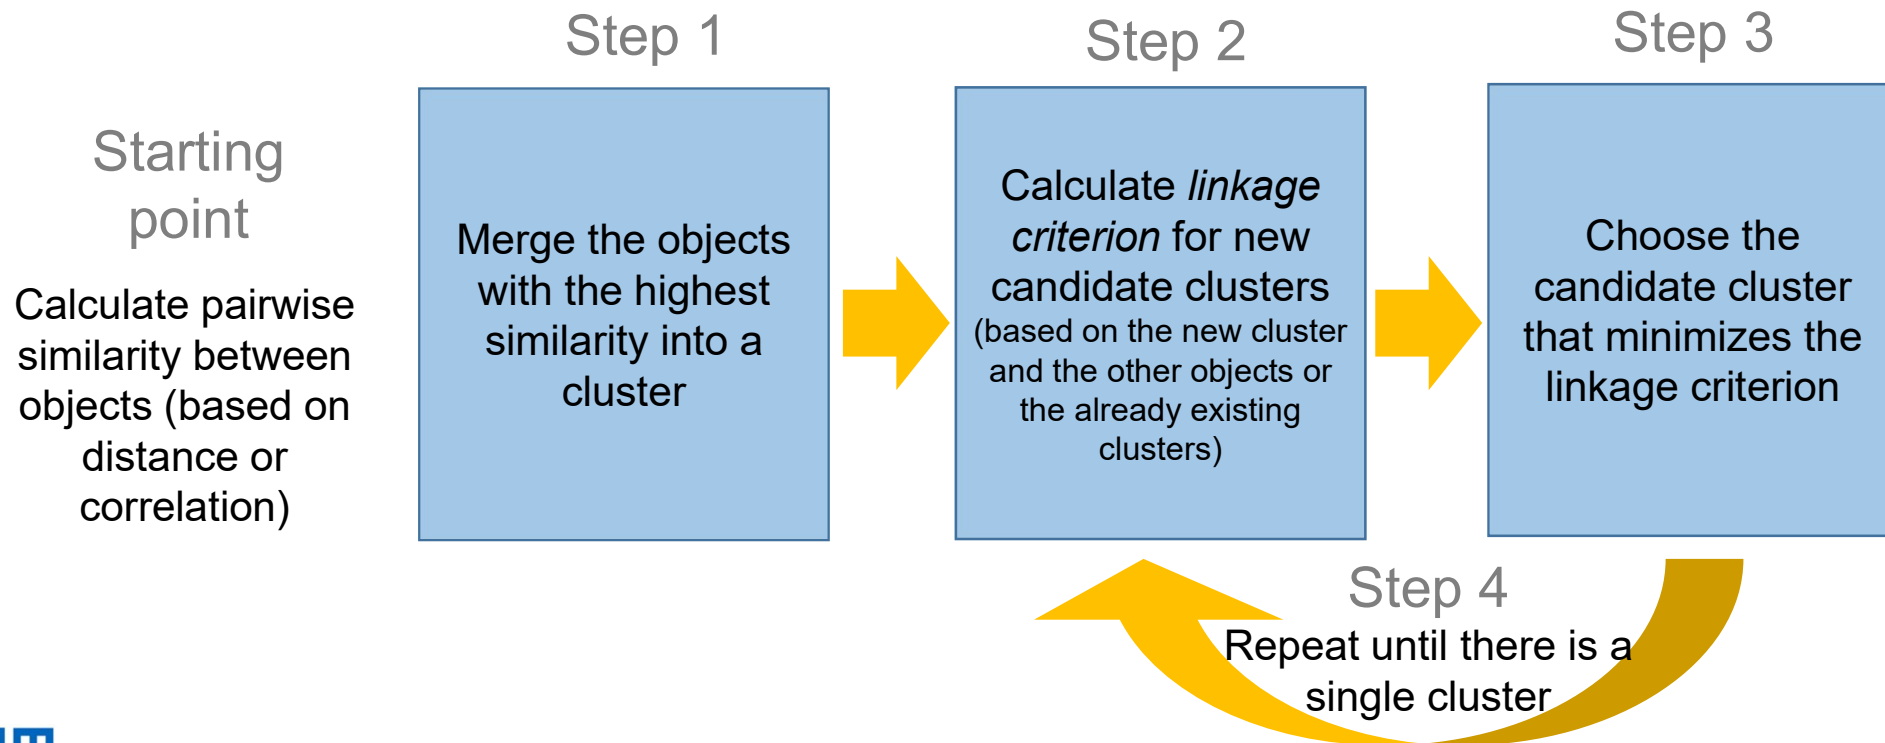 Starting
point
Calculate pairwise
similarity between
objects (based on
distance or
correlation)
Step 1
Merge the objects
with the highest
similarity into a
cluster
Step 2
Calculate linkage
criterion for new
candidate clusters
(based on the new cluster
and the other objects or
the already existing
clusters)
Step 3
Choose the
candidate cluster
that minimizes the
linkage criterion
Step 4
Repeat until there is a
single cluster